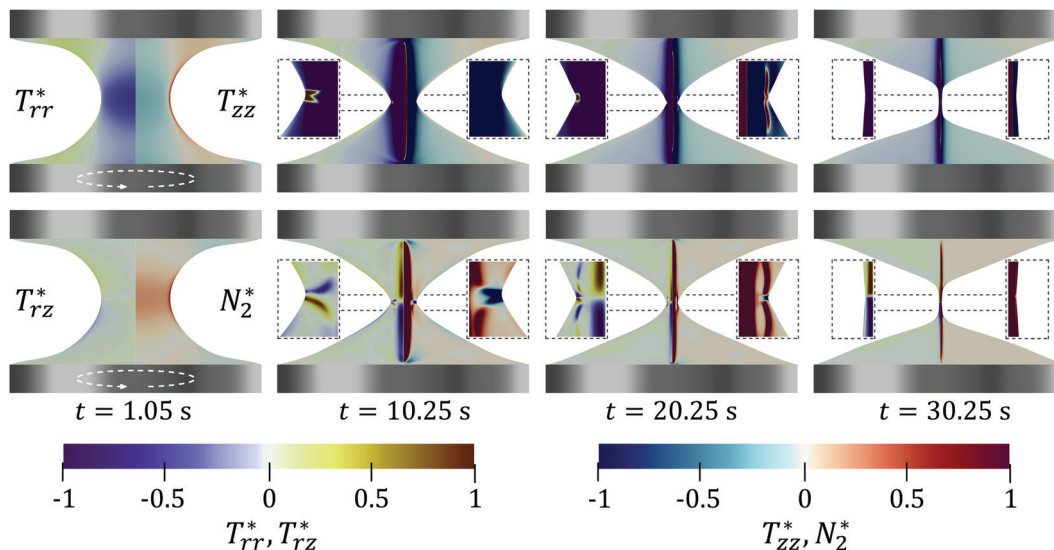 T*rr T*zz
T*rz N*2
t = 1.05 s t = 10.25 s t = 20.25 s t = 30.25 s
-1 -0.5 0 0.5 1 -1 -0.5 0 0.5 1
T*rr, T*rz T*zz, N*2